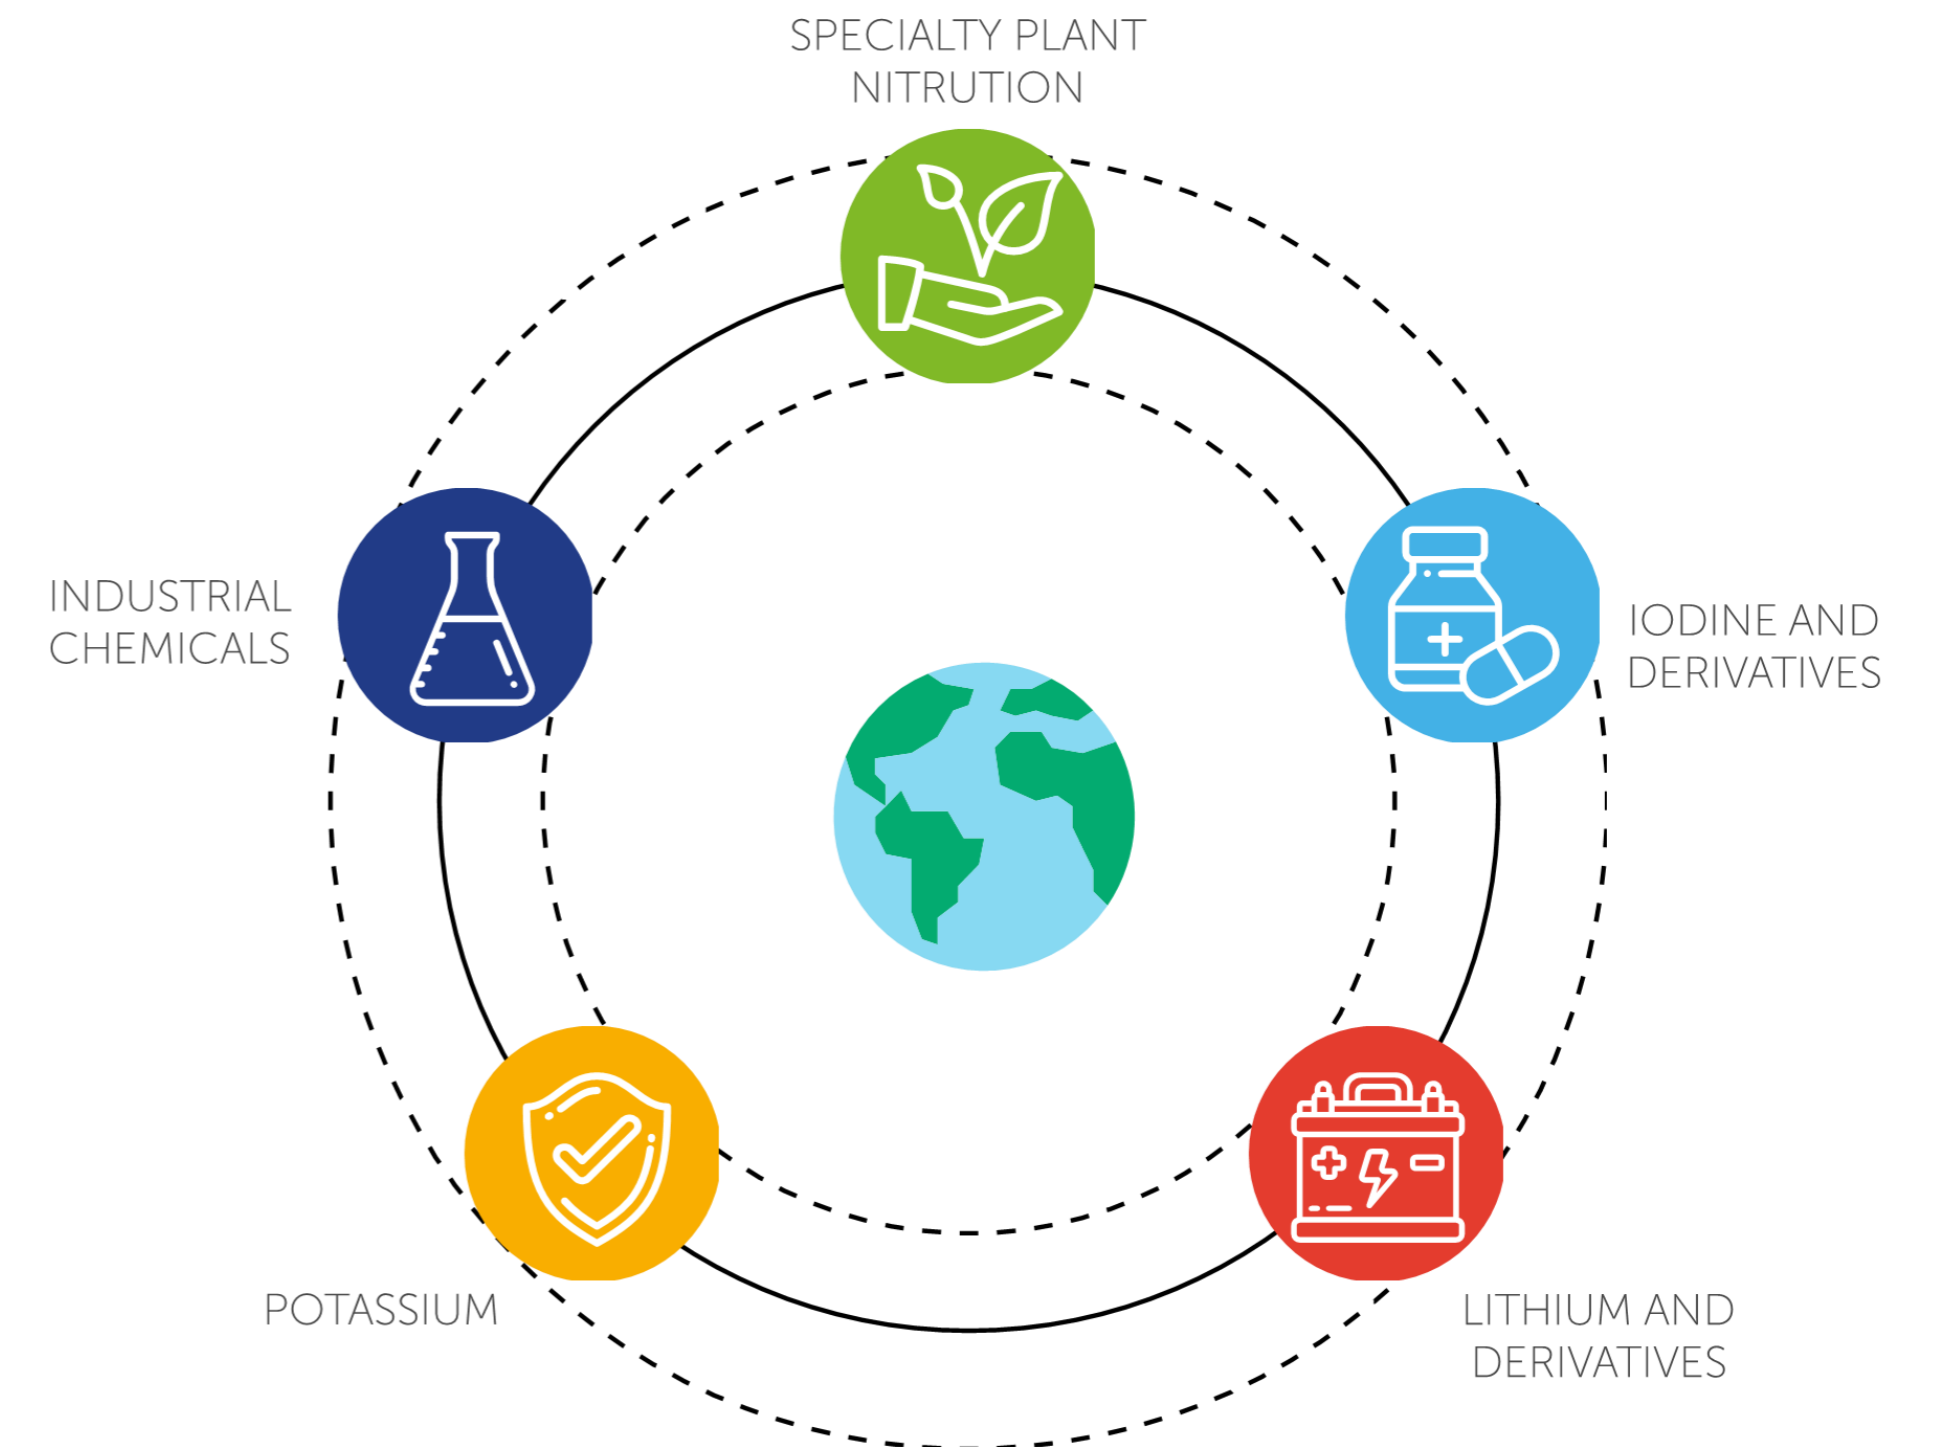 SPECIALTY PLANT
NITRUTION
INDUSTRIAL
CHEMICALS
IODINE AND
DERIVATIVES
POTASSIUM
LITHIUM AND
DERIVATIVES